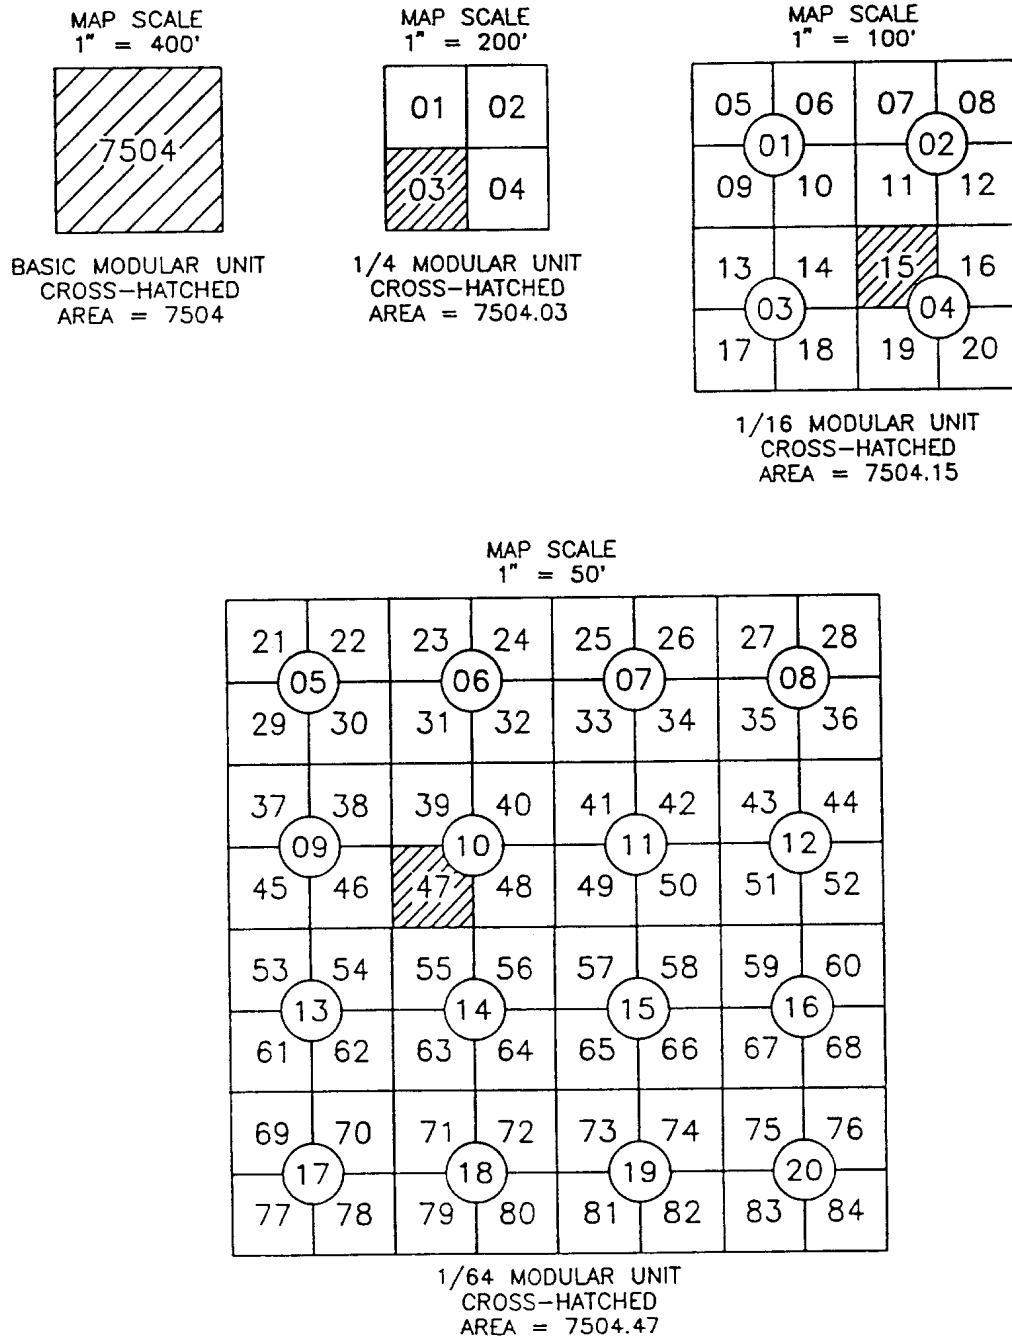 MAP SCALE
1" = 400'
7504
BASIC MODULAR UNIT
CROSS-HATCHED
AREA = 7504
MAP SCALE
1" = 200'
01 02
03 04
1/4 MODULAR UNIT
CROSS-HATCHED
AREA = 7504.03
MAP SCALE
1" = 100'
05 06 07 08
01 02
09 10 11 12
13 14 15 16
03 04
17 18 19 20
1/16 MODULAR UNIT
CROSS-HATCHED
AREA = 7504.15
MAP SCALE
1" = 50'
21 22 23 24 25 26 27 28
05 06 07 08
29 30 31 32 33 34 35 36
37 38 39 40 41 42 43 44
09 10 11 12
45 46 47 48 49 50 51 52
53 54 55 56 57 58 59 60
13 14 15 16
61 62 63 64 65 66 67 68
69 70 71 72 73 74 75 76
17 18 19 20
77 78 79 80 81 82 83 84
1/64 MODULAR UNIT
CROSS-HATCHED
AREA = 7504.47